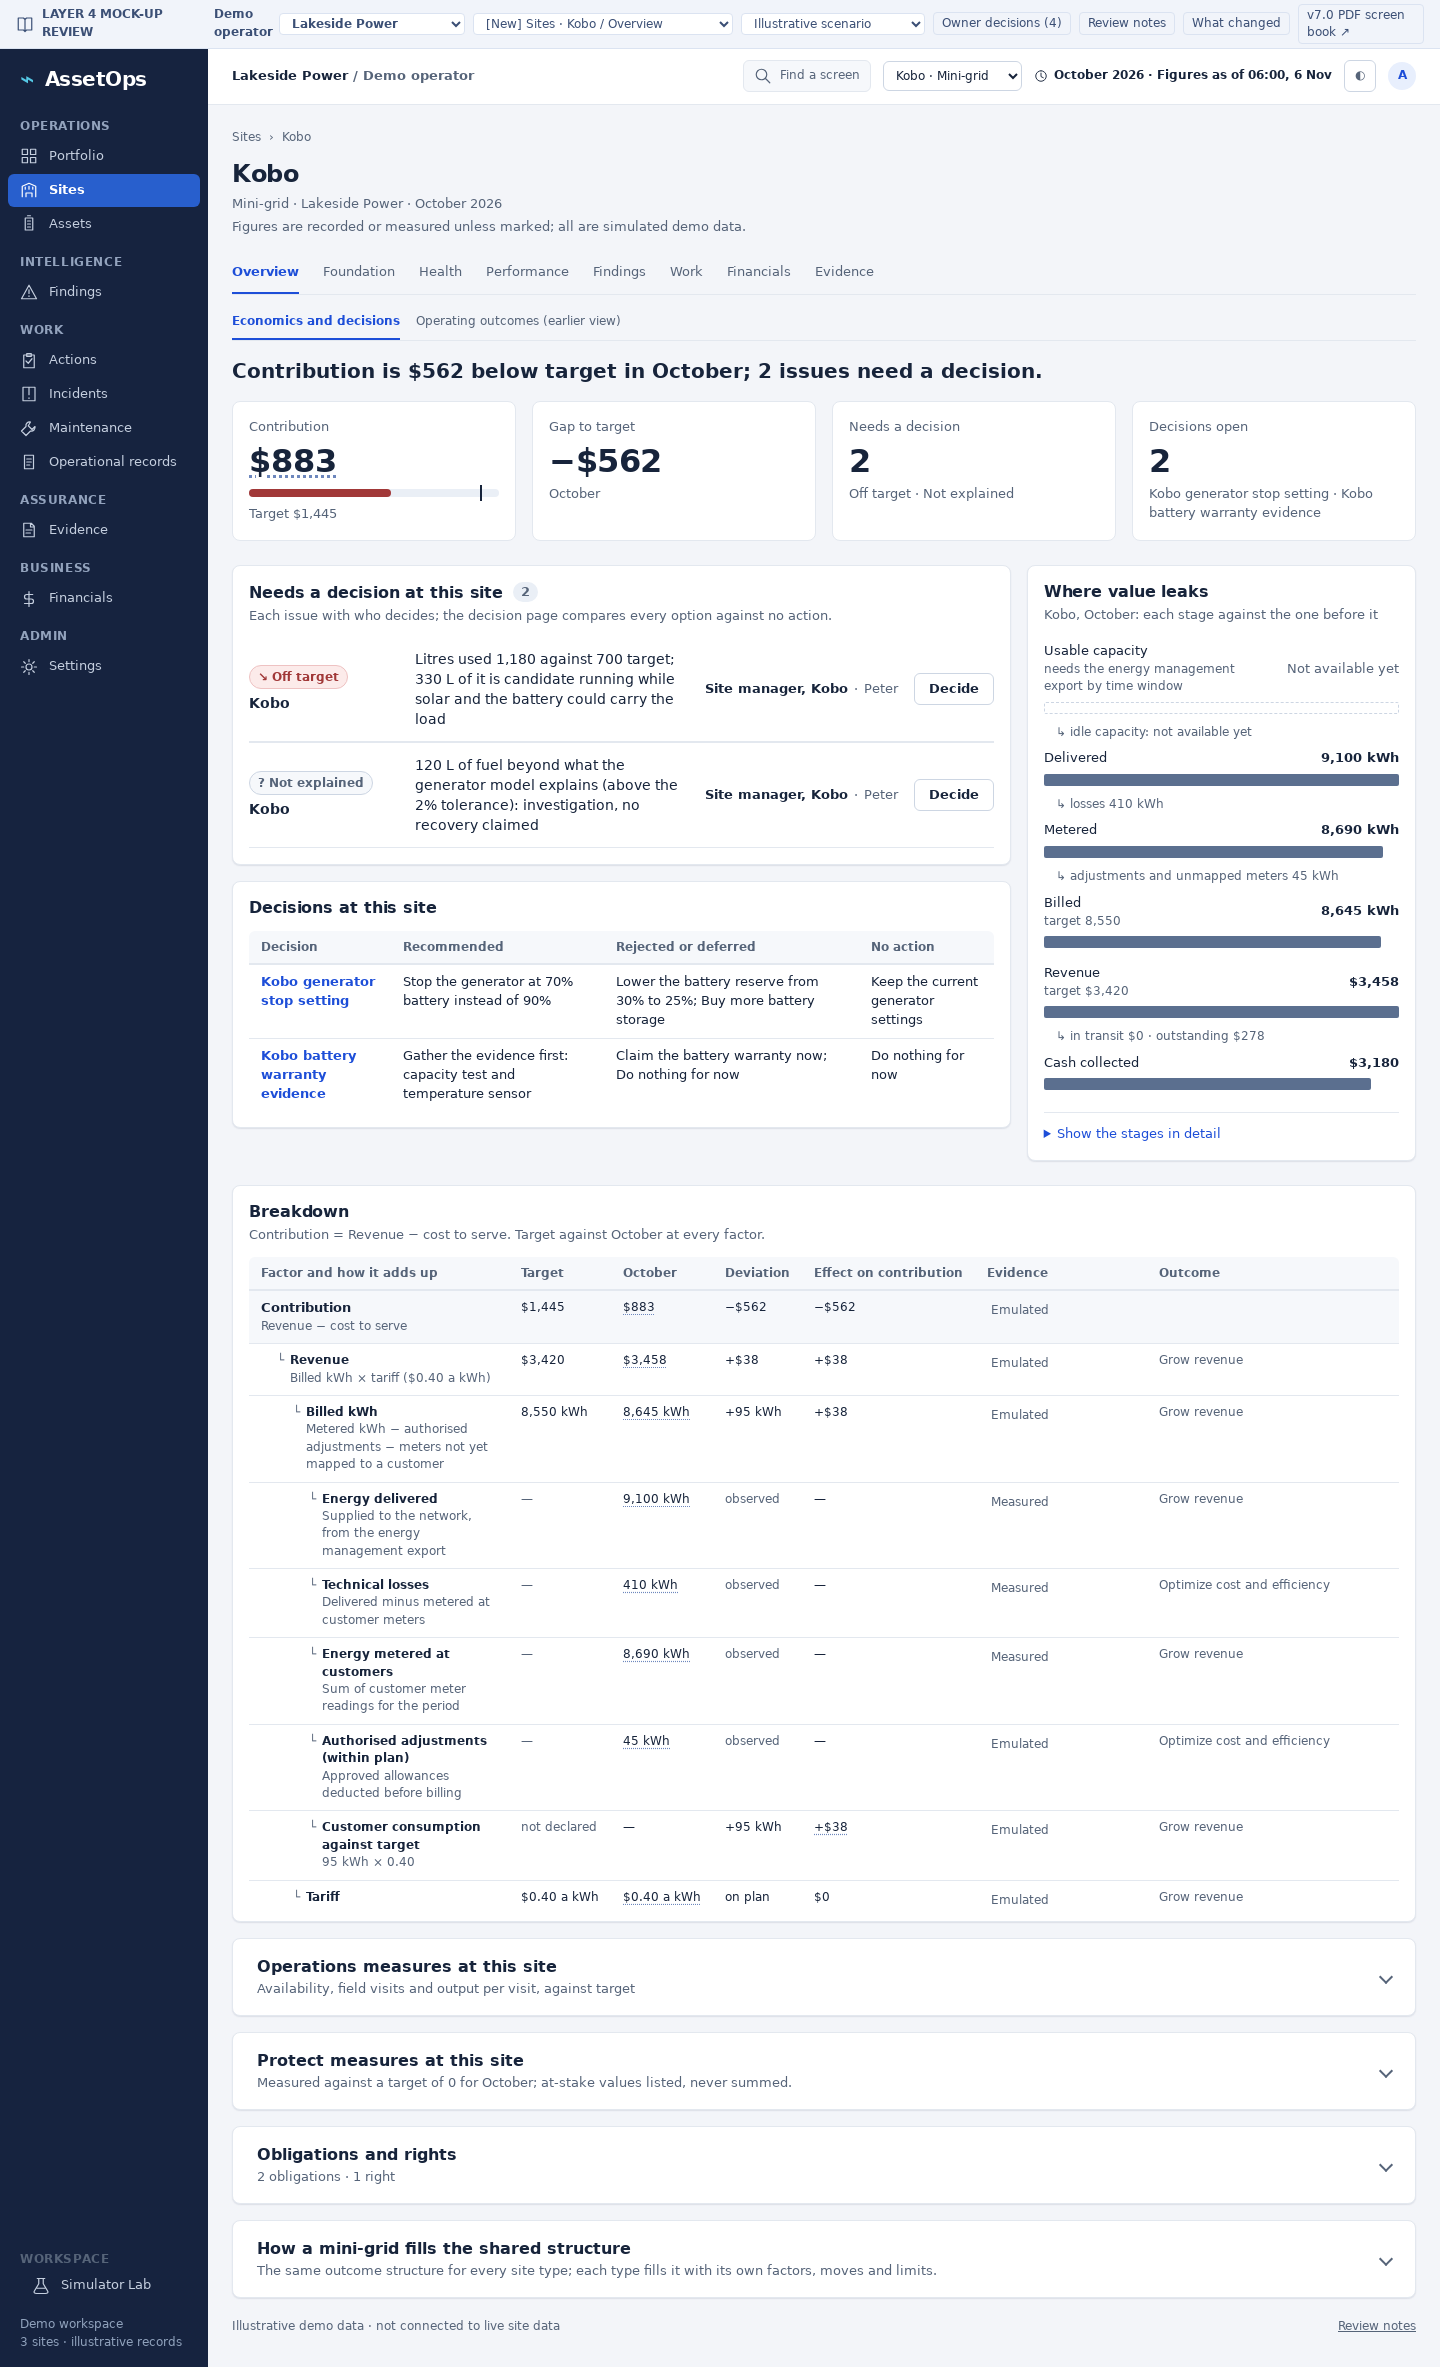 LAYER 4 MOCK-UP REVIEW
Demo operator
Lakeside Power
[New] Sites · Kobo / Overview
Illustrative scenario
Owner decisions (4)
Review notes
What changed
v7.0 PDF screen book ↗
AssetOps
OPERATIONS
Portfolio
Sites
Assets
INTELLIGENCE
Findings
WORK
Actions
Incidents
Maintenance
Operational records
ASSURANCE
Evidence
BUSINESS
Financials
ADMIN
Settings
WORKSPACE
Simulator Lab
Demo workspace
3 sites · illustrative records
Lakeside Power / Demo operator
Find a screen
Kobo · Mini-grid
October 2026 · Figures as of 06:00, 6 Nov
A
Sites › Kobo
Kobo
Mini-grid · Lakeside Power · October 2026
Figures are recorded or measured unless marked; all are simulated demo data.
Overview Foundation Health Performance Findings Work Financials Evidence
Economics and decisions Operating outcomes (earlier view)
Contribution is $562 below target in October; 2 issues need a decision.
Contribution
$883
Target $1,445
Gap to target
−$562
October
Needs a decision
2
Off target · Not explained
Decisions open
2
Kobo generator stop setting · Kobo
battery warranty evidence
Needs a decision at this site 2
Each issue with who decides; the decision page compares every option against no action.
↘ Off target
Kobo
Litres used 1,180 against 700 target;
330 L of it is candidate running while
solar and the battery could carry the
load
Site manager, Kobo · Peter
Decide
? Not explained
Kobo
120 L of fuel beyond what the
generator model explains (above the
2% tolerance): investigation, no
recovery claimed
Site manager, Kobo · Peter
Decide
Decisions at this site
Decision Recommended Rejected or deferred No action
Kobo generator stop setting
Stop the generator at 70% battery instead of 90%
Lower the battery reserve from 30% to 25%; Buy more battery storage
Keep the current generator settings
Kobo battery warranty evidence
Gather the evidence first: capacity test and temperature sensor
Claim the battery warranty now; Do nothing for now
Do nothing for now
Where value leaks
Kobo, October: each stage against the one before it
Usable capacity
needs the energy management
export by time window
Not available yet
↳ idle capacity: not available yet
Delivered 9,100 kWh
↳ losses 410 kWh
Metered 8,690 kWh
↳ adjustments and unmapped meters 45 kWh
Billed
target 8,550
8,645 kWh
Revenue
target $3,420
$3,458
↳ in transit $0 · outstanding $278
Cash collected $3,180
▶ Show the stages in detail
Breakdown
Contribution = Revenue − cost to serve. Target against October at every factor.
Factor and how it adds up Target October Deviation Effect on contribution Evidence Outcome
Contribution $1,445 $883 −$562 −$562 Emulated
Revenue − cost to serve
└ Revenue $3,420 $3,458 +$38 +$38 Emulated Grow revenue
Billed kWh × tariff ($0.40 a kWh)
└ Billed kWh 8,550 kWh 8,645 kWh +95 kWh +$38 Emulated Grow revenue
Metered kWh − authorised
adjustments − meters not yet
mapped to a customer
└ Energy delivered — 9,100 kWh observed — Measured Grow revenue
Supplied to the network,
from the energy
management export
└ Technical losses — 410 kWh observed — Measured Optimize cost and efficiency
Delivered minus metered at
customer meters
└ Energy metered at — 8,690 kWh observed — Measured Grow revenue
customers
Sum of customer meter
readings for the period
└ Authorised adjustments — 45 kWh observed — Emulated Optimize cost and efficiency
(within plan)
Approved allowances
deducted before billing
└ Customer consumption not declared — +95 kWh +$38 Emulated Grow revenue
against target
95 kWh × 0.40
└ Tariff $0.40 a kWh $0.40 a kWh on plan $0 Emulated Grow revenue
Operations measures at this site
Availability, field visits and output per visit, against target
Protect measures at this site
Measured against a target of 0 for October; at-stake values listed, never summed.
Obligations and rights
2 obligations · 1 right
How a mini-grid fills the shared structure
The same outcome structure for every site type; each type fills it with its own factors, moves and limits.
Illustrative demo data · not connected to live site data
Review notes